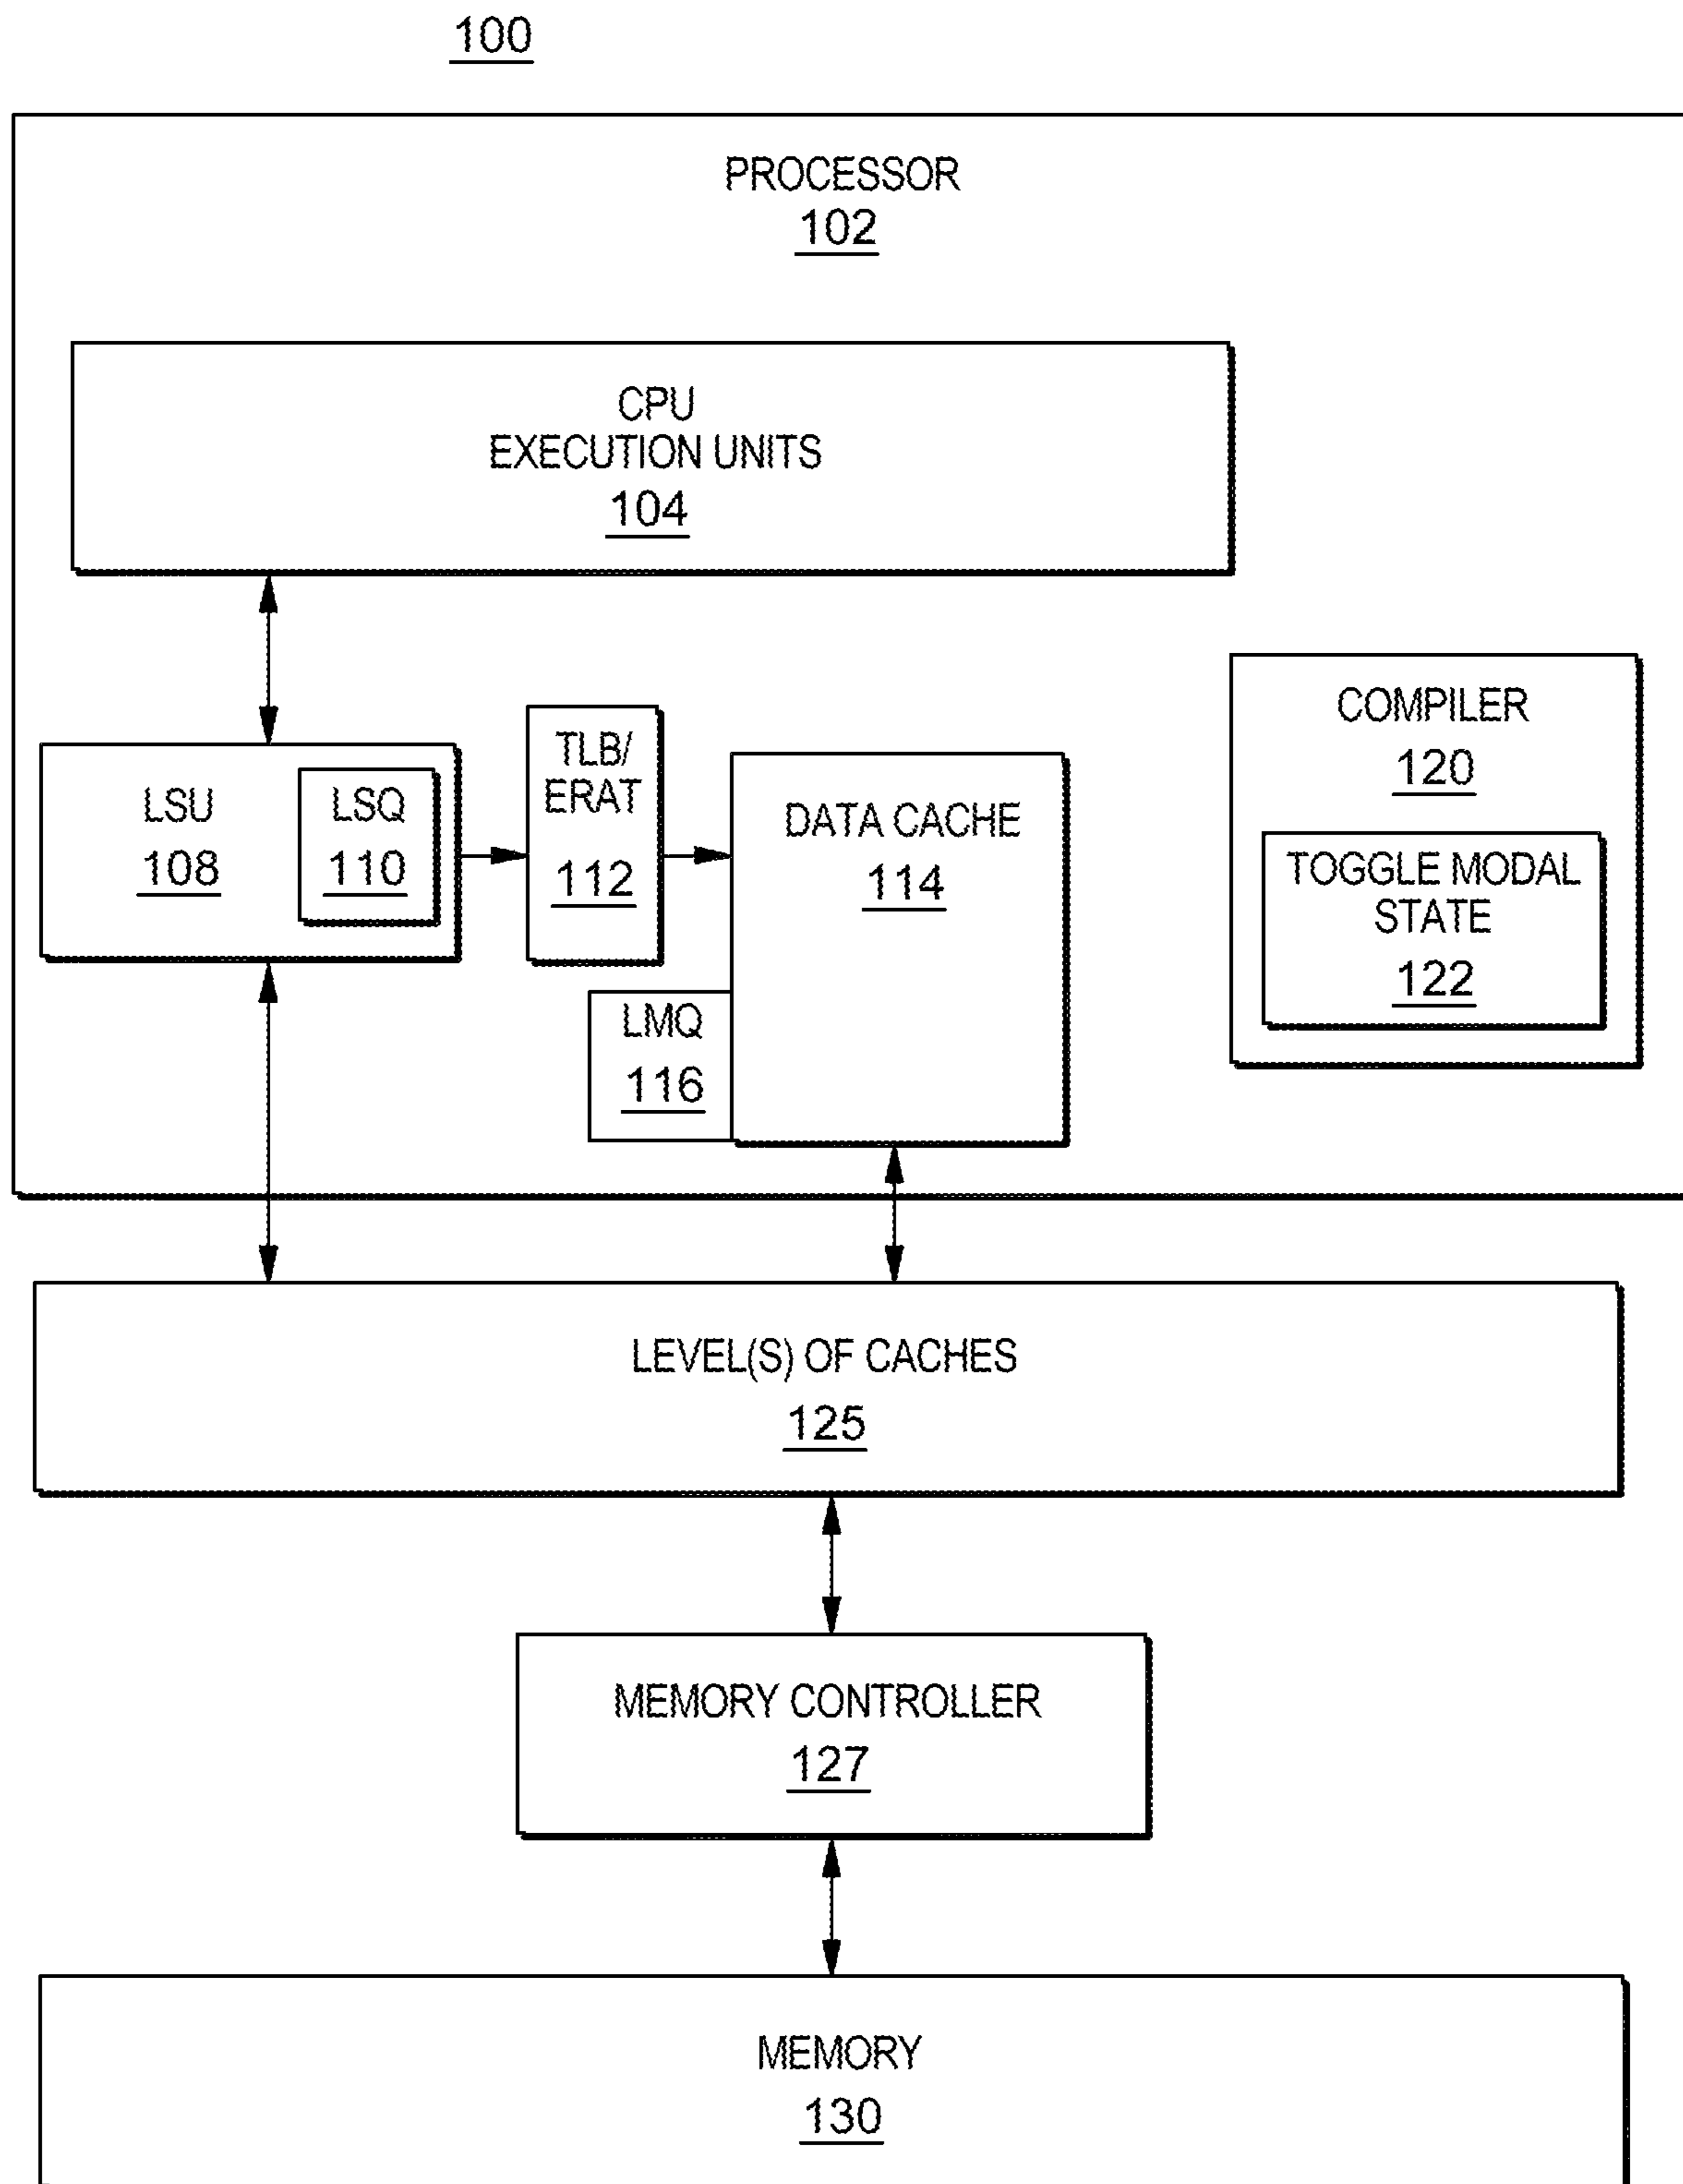 100
PROCESSOR
102
CPU
EXECUTION UNITS
104
LSU
108
LSQ
110
TLB/
ERAT
112
DATA CACHE
114
LMQ
116
COMPILER
120
TOGGLE MODAL
STATE
122
LEVEL(S) OF CACHES
125
MEMORY CONTROLLER
127
MEMORY
130